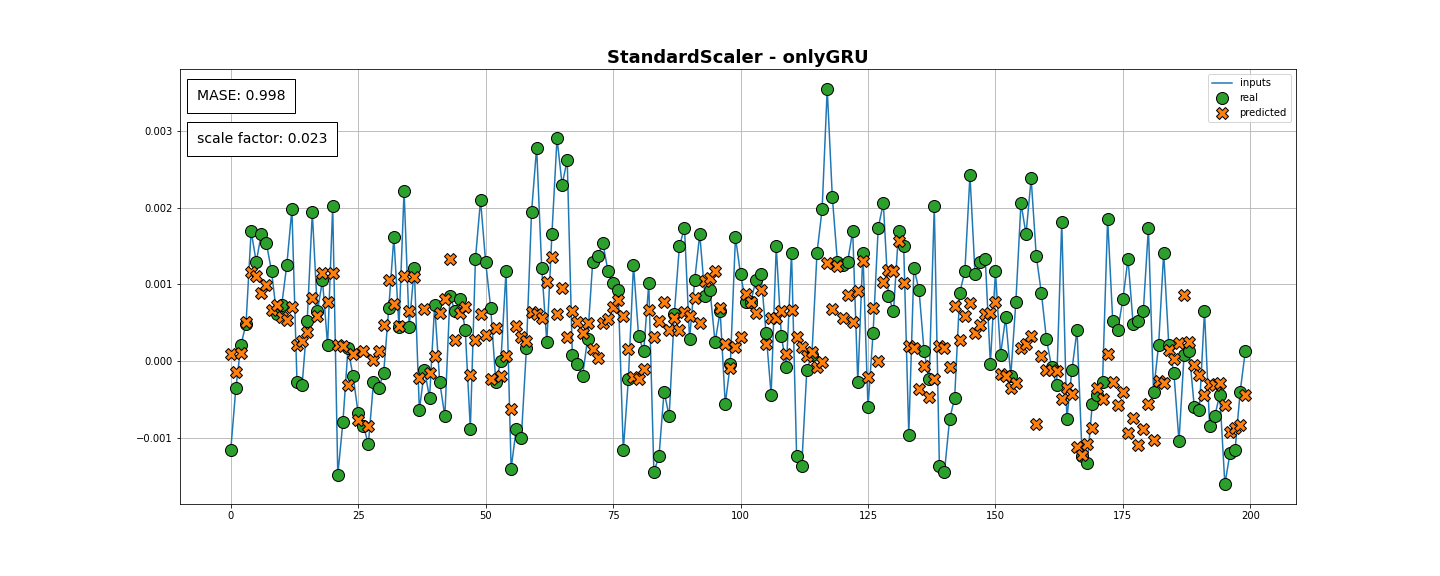 StandardScaler - onlyGRU
MASE: 0.998
scale factor: 0.023
inputs
real
predicted
0.003
0.002
0.001
0.000
−0.001
0 25 50 75 100 125 150 175 200